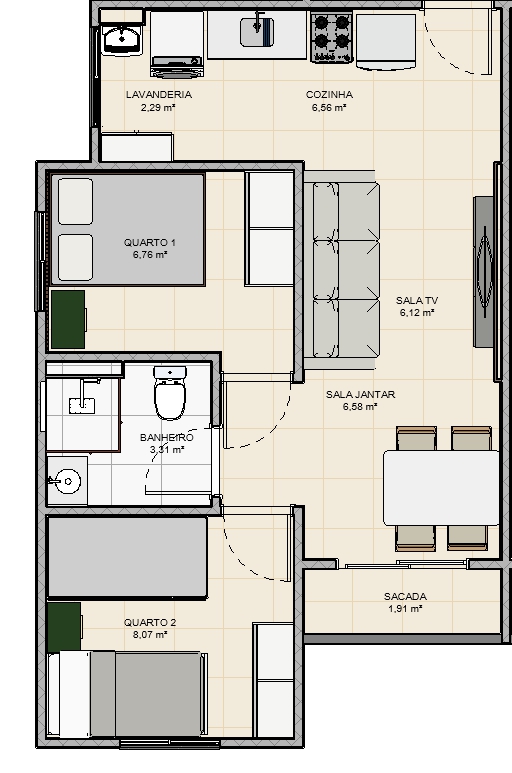 LAVANDERIA
2,29 m²
COZINHA
6,56 m²
QUARTO 1
6,76 m²
SALA TV
6,12 m²
SALA JANTAR
6,58 m²
BANHEIRO
3,31 m²
SACADA
1,91 m²
QUARTO 2
8,07 m²